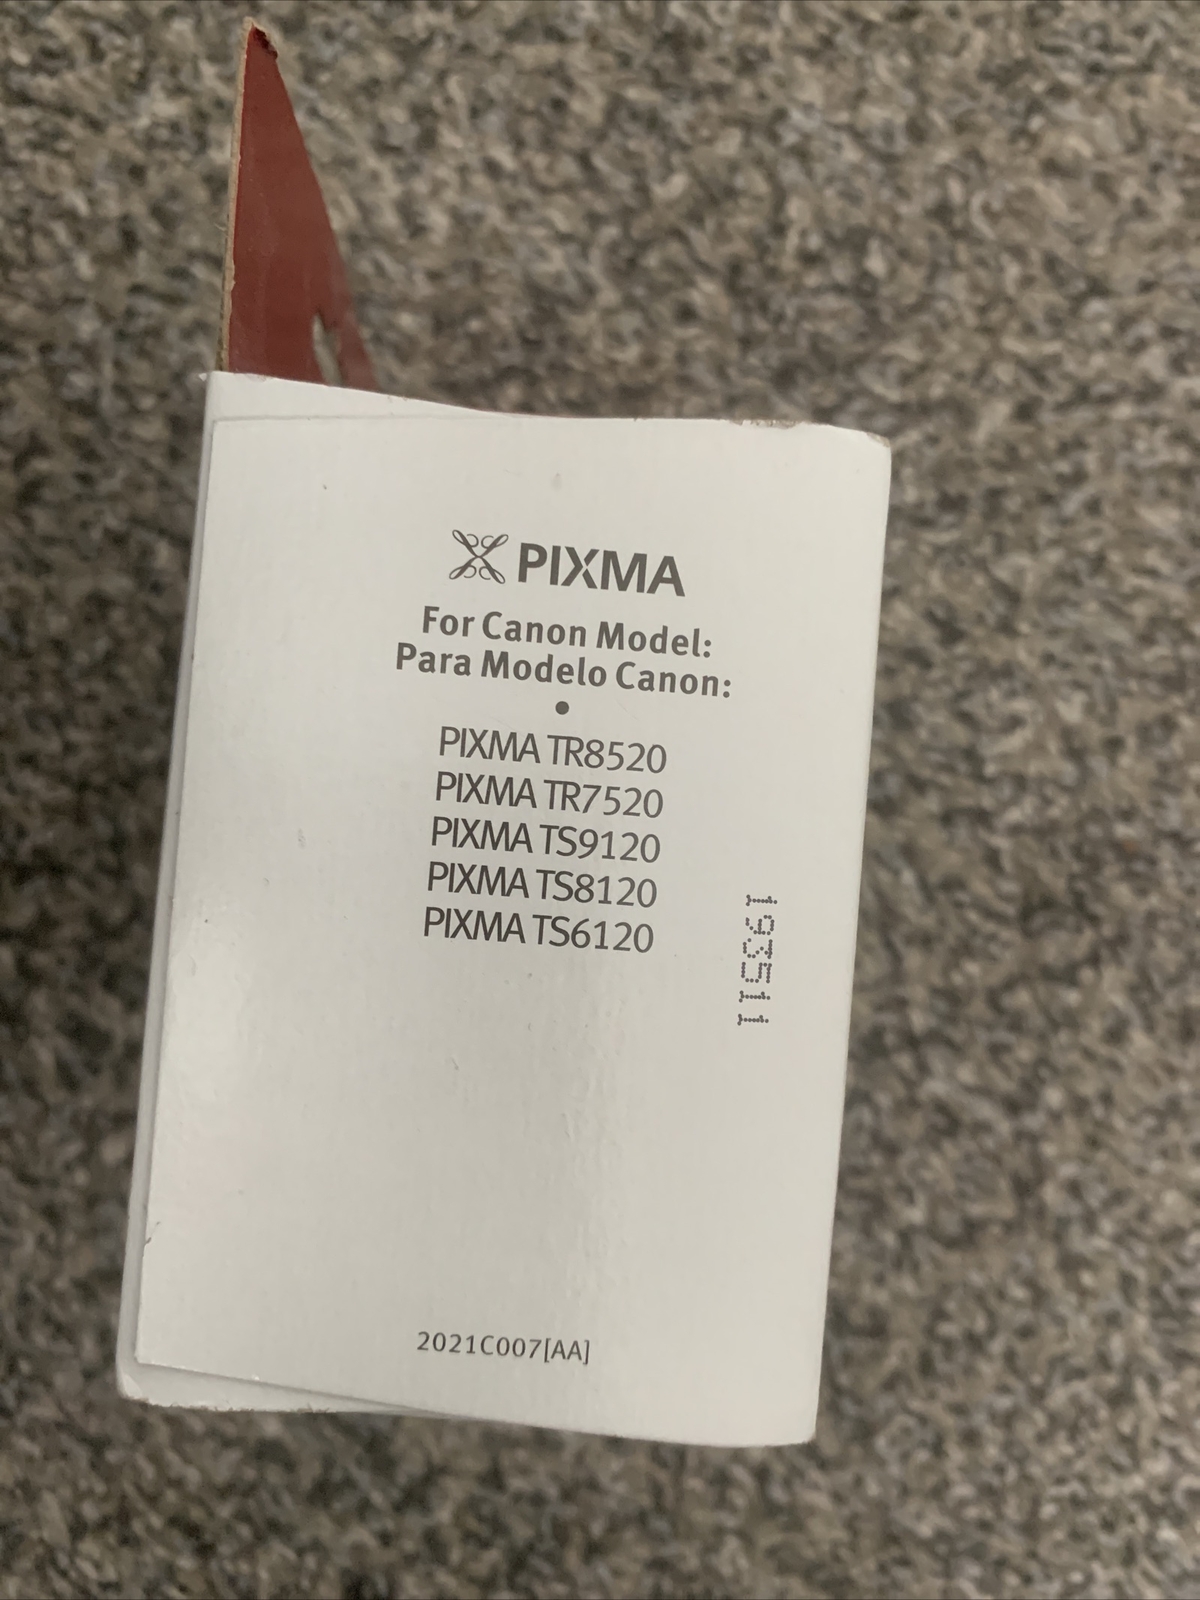 PIXMA
For Canon Model:
Para Modelo Canon:
•
PIXMA TR8520
PIXMA TR7520
PIXMA TS9120
PIXMA TS8120
PIXMA TS6120
193511
2021C007[AA]